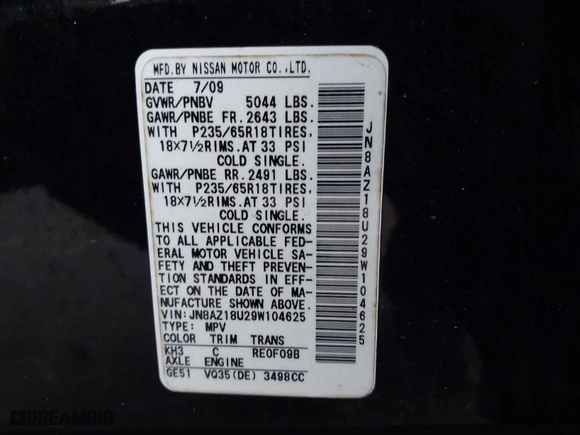 MFD.BY NISSAN MOTOR CO.,LTD.
DATE 7/09
GVWR/PNBV 5044 LBS.
GAWR/PNBE FR. 2643 LBS.
WITH P235/65R18TIRES,
18X7½RIMS.AT 33 PSI
COLD SINGLE.
GAWR/PNBE RR. 2491 LBS.
WITH P235/65R18TIRES,
18X7½RIMS.AT 33 PSI
COLD SINGLE.
THIS VEHICLE CONFORMS
TO ALL APPLICABLE FED-
ERAL MOTOR VEHICLE SA-
FETY AND THEFT PREVEN-
TION STANDARDS IN EFF-
ECT ON THE DATE OF MA-
NUFACTURE SHOWN ABOVE.
VIN:JN8AZ18U29W104625
TYPE: MPV
COLOR TRIM TRANS
KH3 C RE0F09B
AXLE ENGINE
GE51 VQ35(DE) 3498CC
JN8AZ18U29W104625
DREAMBID